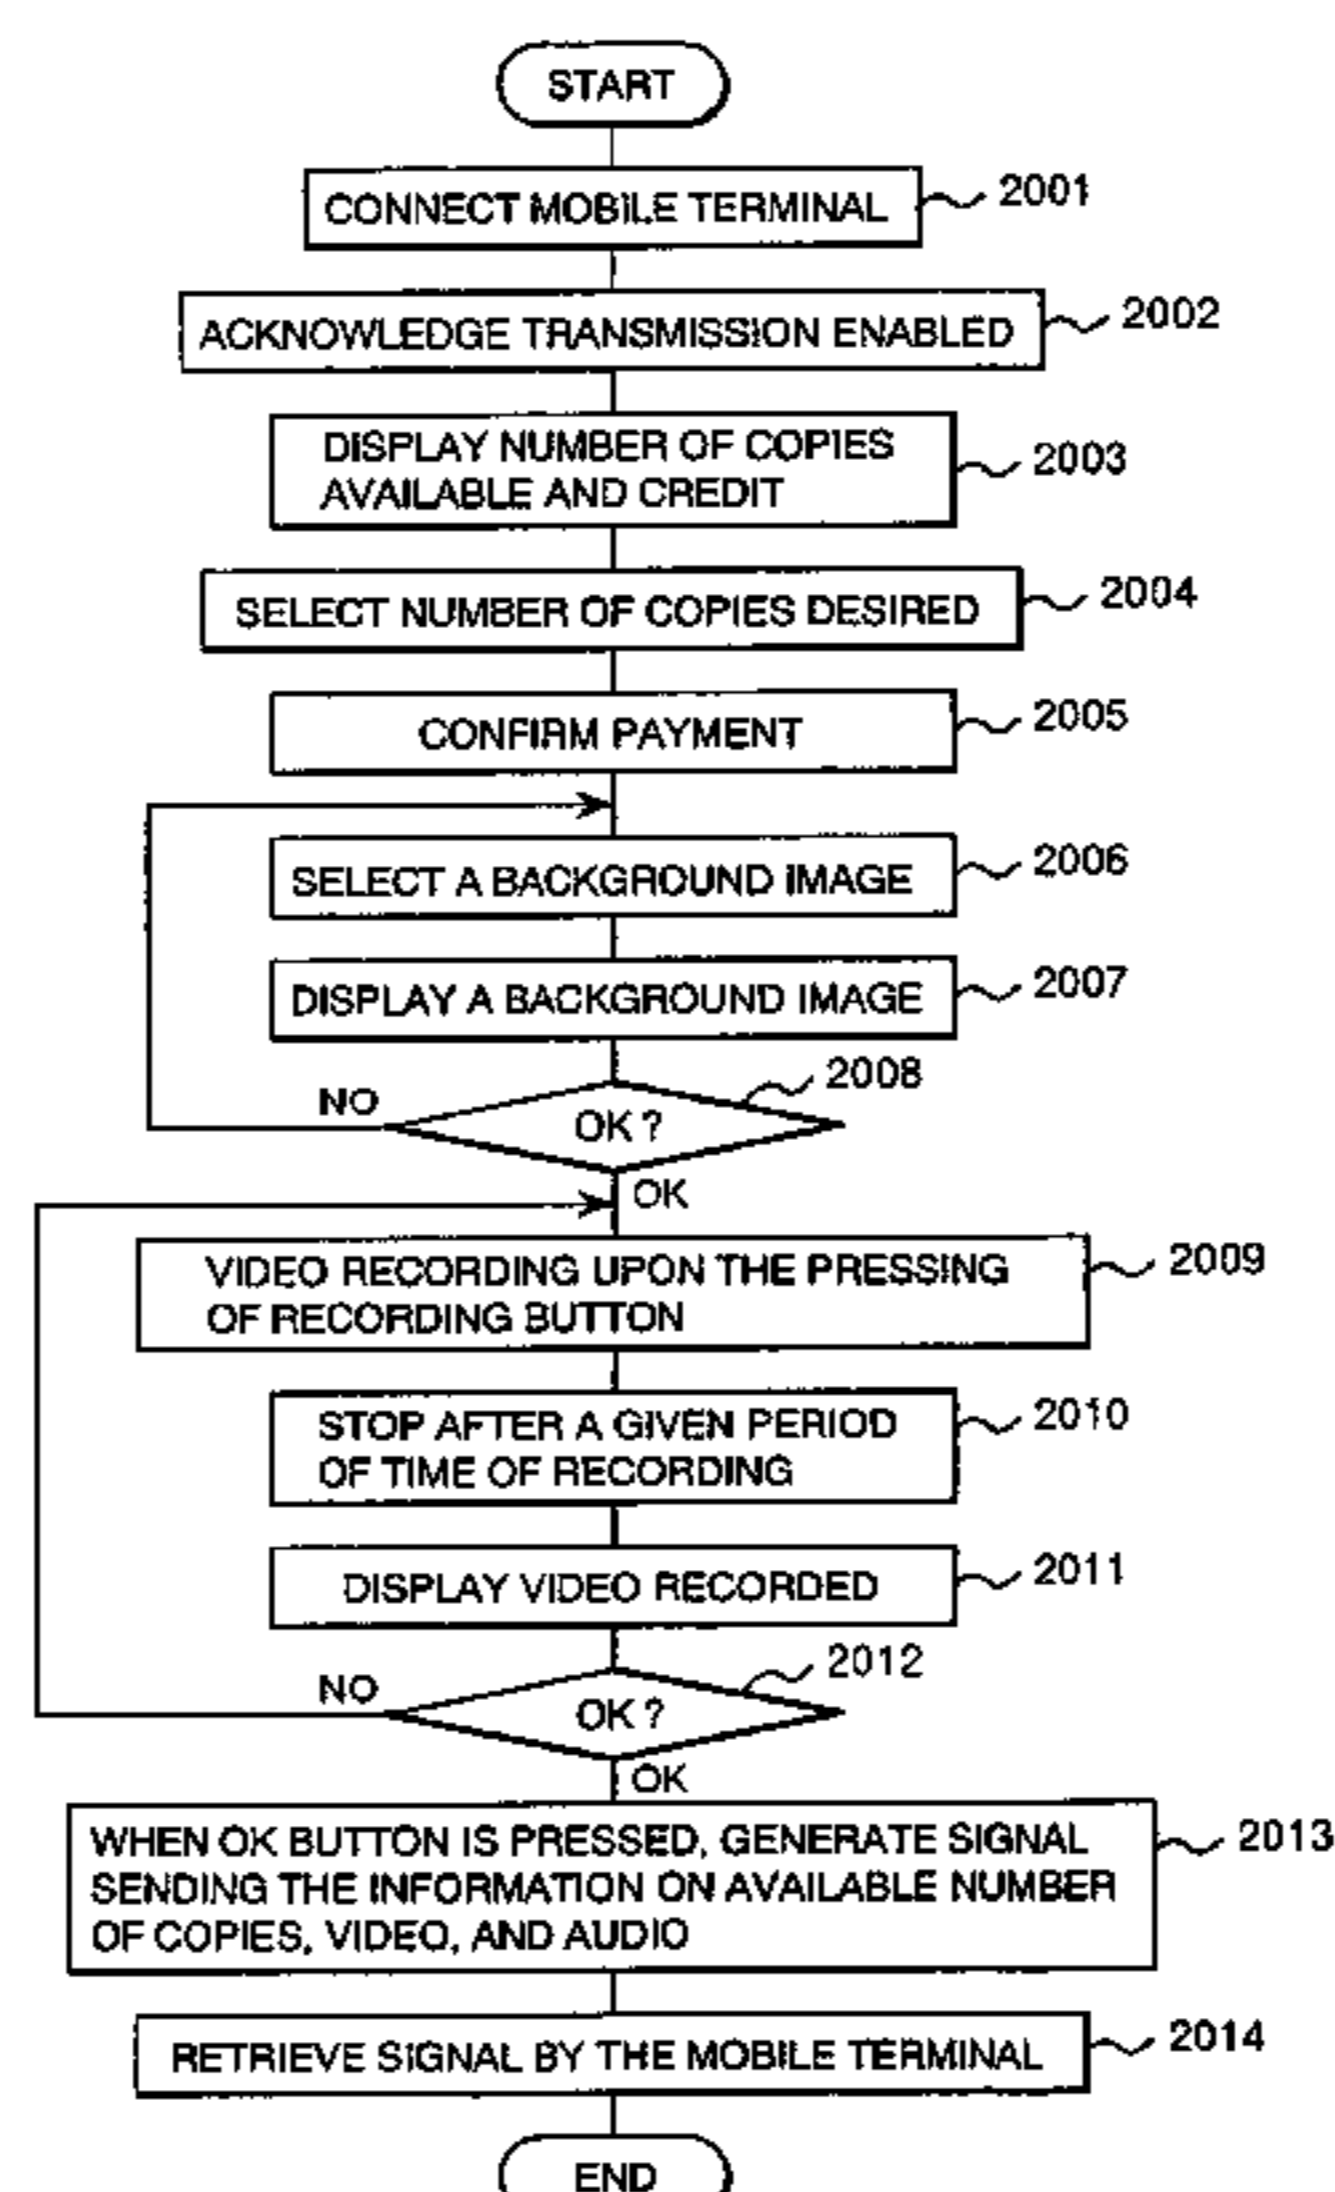 START
CONNECT MOBILE TERMINAL
2001
ACKNOWLEDGE TRANSMISSION ENABLED
2002
DISPLAY NUMBER OF COPIES
AVAILABLE AND CREDIT
2003
SELECT NUMBER OF COPIES DESIRED
2004
CONFIRM PAYMENT
2005
SELECT A BACKGROUND IMAGE
2006
DISPLAY A BACKGROUND IMAGE
2007
2008
NO
OK ?
OK
VIDEO RECORDING UPON THE PRESSING
OF RECORDING BUTTON
2009
STOP AFTER A GIVEN PERIOD
OF TIME OF RECORDING
2010
DISPLAY VIDEO RECORDED
2011
2012
NO
OK ?
OK
WHEN OK BUTTON IS PRESSED, GENERATE SIGNAL
SENDING THE INFORMATION ON AVAILABLE NUMBER
OF COPIES, VIDEO, AND AUDIO
2013
RETRIEVE SIGNAL BY THE MOBILE TERMINAL
2014
END